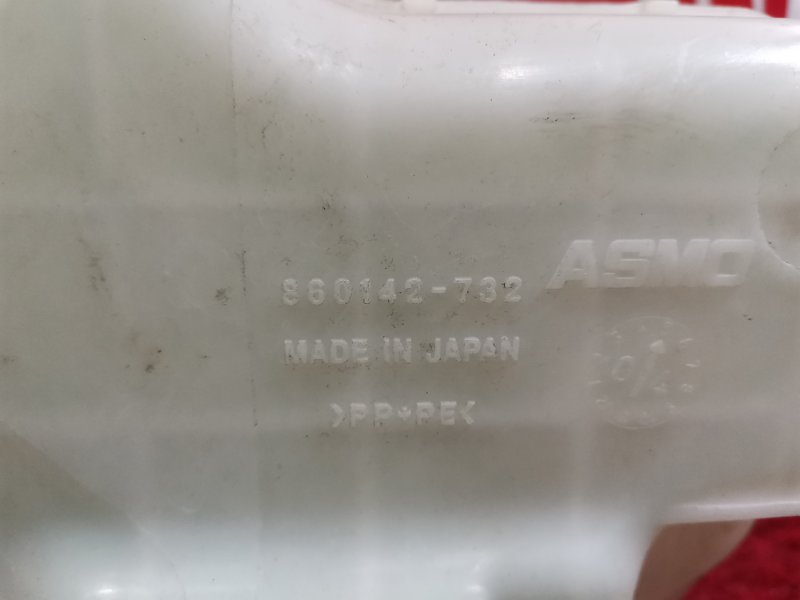 ASMO
860142-732
MADE IN JAPAN
>PP+PE<